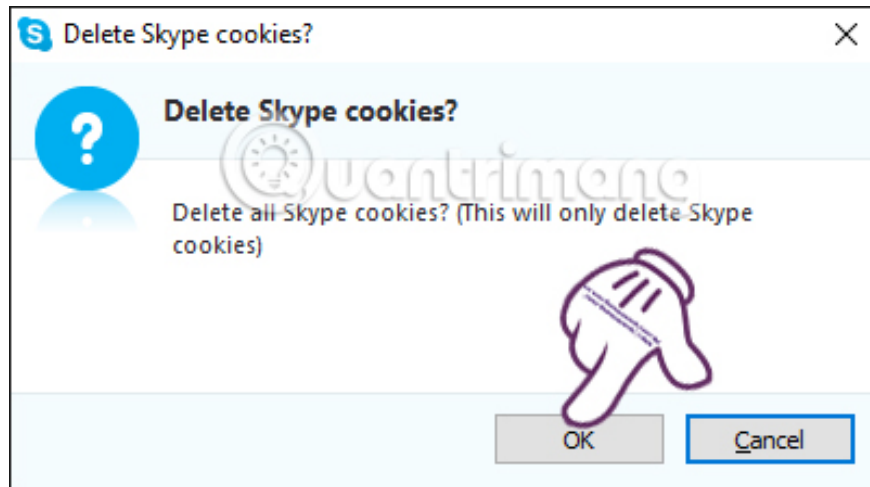 Delete Skype cookies?
Delete Skype cookies?
Quantrimang
Delete all Skype cookies? (This will only delete Skype
cookies)
OK
Cancel